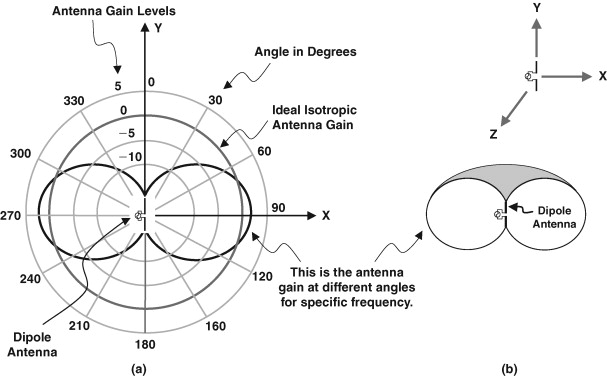 Antenna Gain Levels
Y
Angle in Degrees
5
0
330
30
0
Ideal Isotropic
Antenna Gain
−5
300
60
−10
270
90
X
240
120
This is the antenna
gain at different angles
for specific frequency.
210
160
180
Dipole
Antenna
(a)
Y
X
Z
Dipole
Antenna
(b)